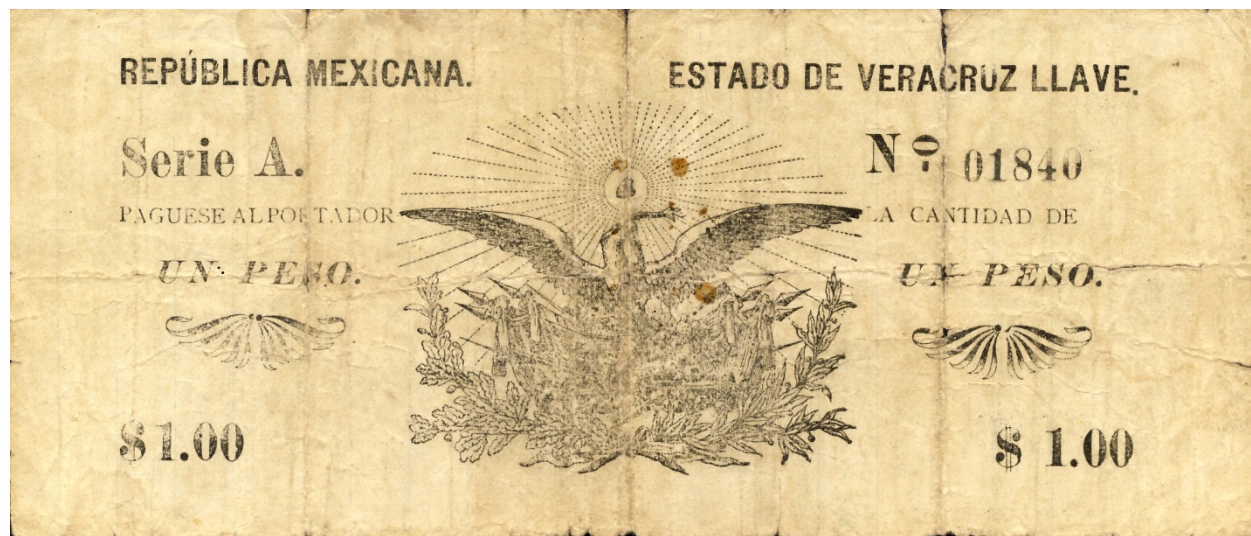 REPÚBLICA MEXICANA. ESTADO DE VERACRUZ LLAVE.
Serie A. Nº 01840
PAGUESE AL PORTADOR LA CANTIDAD DE
UN PESO. UN PESO.
$1.00 $ 1.00